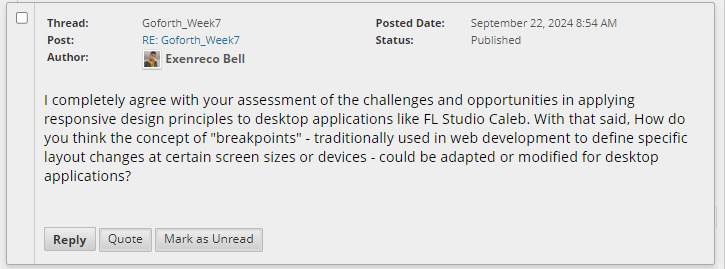 Thread: Goforth_Week7 Posted Date: September 22, 2024 8:54 AM
Post: RE: Goforth_Week7 Status: Published
Author: Exenreco Bell
I completely agree with your assessment of the challenges and opportunities in applying
responsive design principles to desktop applications like FL Studio Caleb. With that said, How do
you think the concept of "breakpoints" - traditionally used in web development to define specific
layout changes at certain screen sizes or devices - could be adapted or modified for desktop
applications?
Reply Quote Mark as Unread